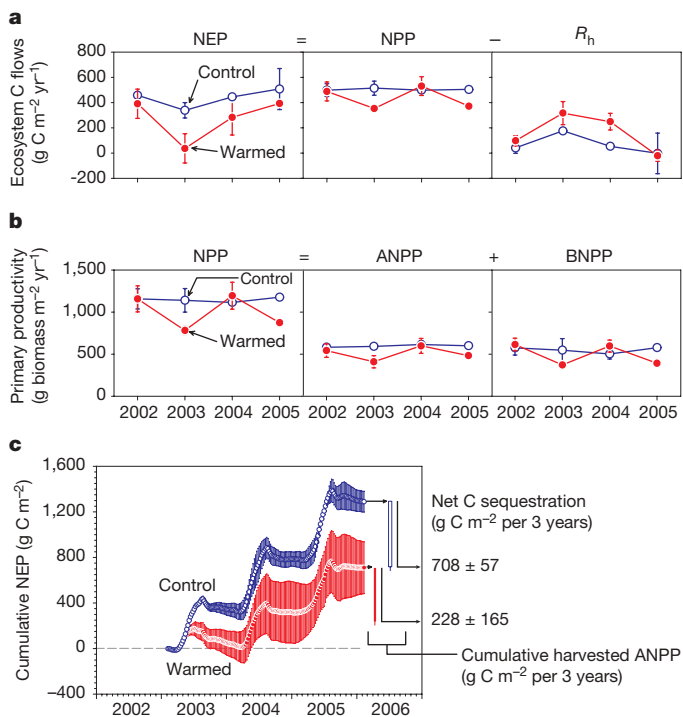 a
NEP = NPP − Rh
Ecosystem C flows
(g C m−2 yr−1)
800
600
400
200
0
-200
Control
Warmed
b
NPP = ANPP + BNPP
Primary productivity
(g biomass m−2 yr−1)
1,500
1,000
500
0
Control
Warmed
2002 2003 2004 2005 2002 2003 2004 2005 2002 2003 2004 2005
c
Cumulative NEP (g C m−2)
1,600
1,200
800
400
0
−400
Control
Warmed
2002 2003 2004 2005 2006
Net C sequestration
(g C m−2 per 3 years)
708 ± 57
228 ± 165
Cumulative harvested ANPP
(g C m−2 per 3 years)